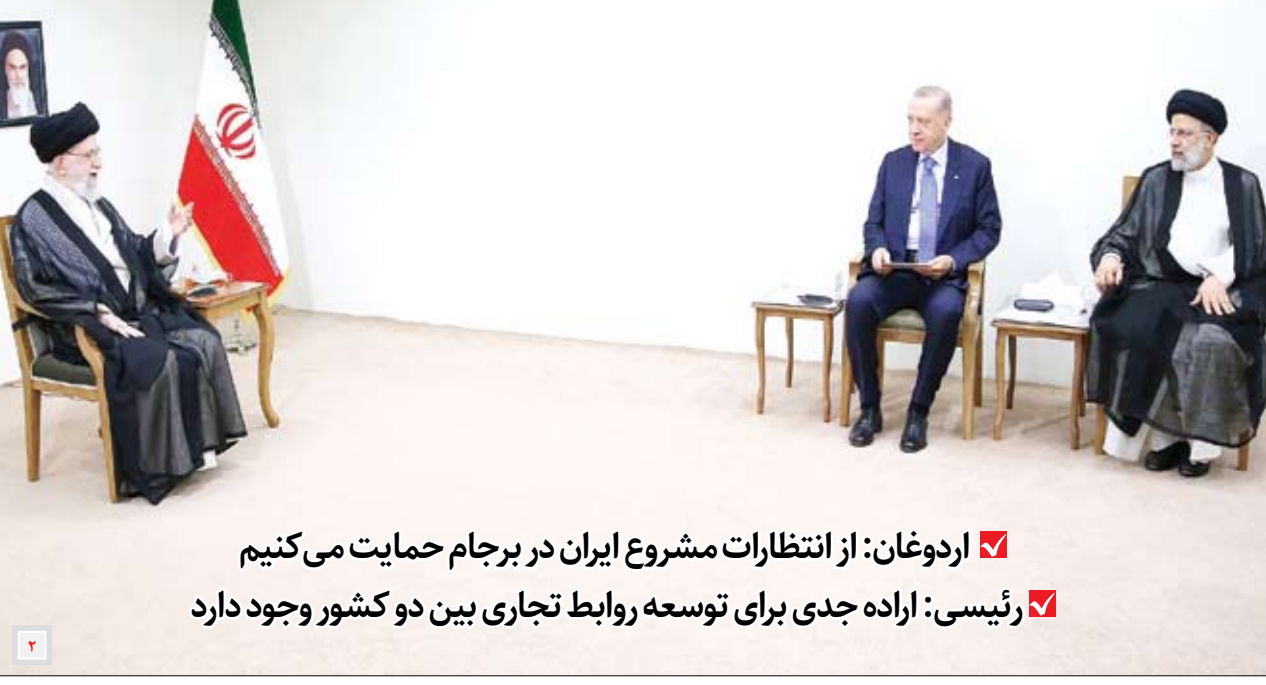 اردوغان: از انتظارات مشروع ایران در برجام حمایت می‌کنیم
رئیسی: اراده جدی برای توسعه روابط تجاری بین دو کشور وجود دارد
۲